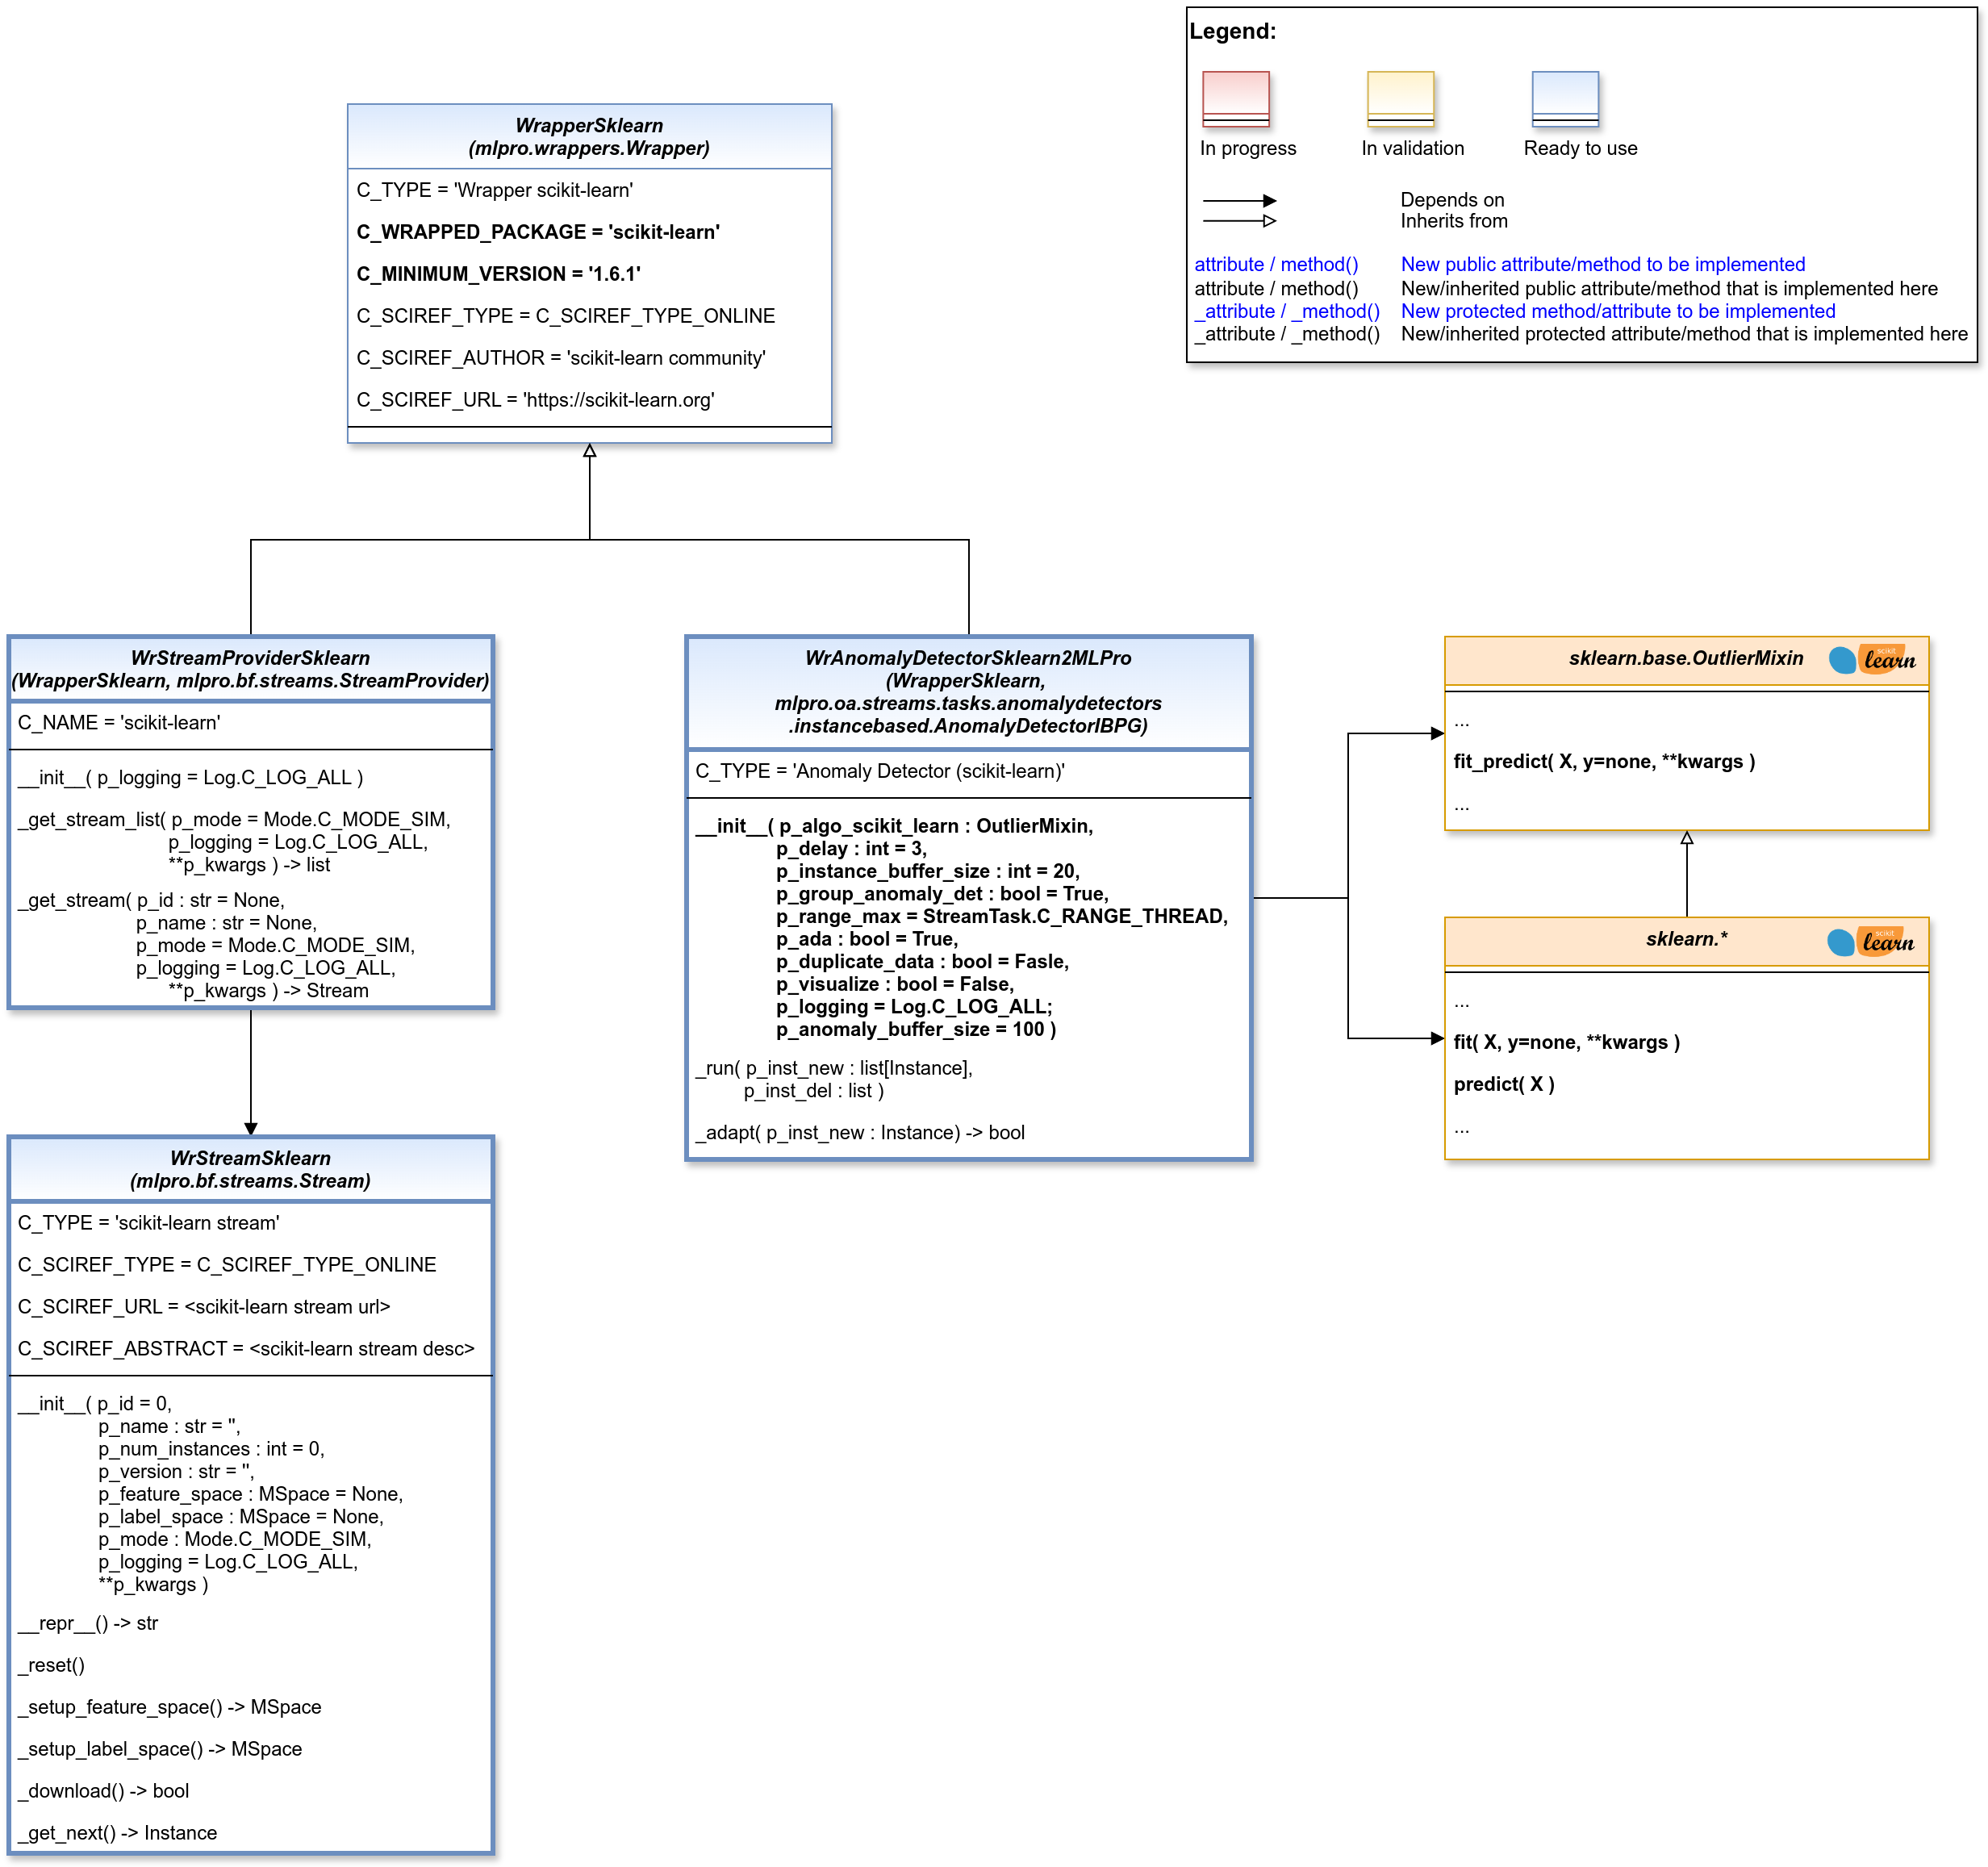 Legend:
In progress
In validation
Ready to use
Depends on
Inherits from
attribute / method() New public attribute/method to be implemented
attribute / method() New/inherited public attribute/method that is implemented here
_attribute / _method() New protected method/attribute to be implemented
_attribute / _method() New/inherited protected attribute/method that is implemented here
WrapperSklearn
(mlpro.wrappers.Wrapper)
C_TYPE = 'Wrapper scikit-learn'
C_WRAPPED_PACKAGE = 'scikit-learn'
C_MINIMUM_VERSION = '1.6.1'
C_SCIREF_TYPE = C_SCIREF_TYPE_ONLINE
C_SCIREF_AUTHOR = 'scikit-learn community'
C_SCIREF_URL = 'https://scikit-learn.org'
WrStreamProviderSklearn
(WrapperSklearn, mlpro.bf.streams.StreamProvider)
C_NAME = 'scikit-learn'
__init__( p_logging = Log.C_LOG_ALL )
_get_stream_list( p_mode = Mode.C_MODE_SIM,
p_logging = Log.C_LOG_ALL,
**p_kwargs ) -> list
_get_stream( p_id : str = None,
p_name : str = None,
p_mode = Mode.C_MODE_SIM,
p_logging = Log.C_LOG_ALL,
**p_kwargs ) -> Stream
WrAnomalyDetectorSklearn2MLPro
(WrapperSklearn,
mlpro.oa.streams.tasks.anomalydetectors
.instancebased.AnomalyDetectorIBPG)
C_TYPE = 'Anomaly Detector (scikit-learn)'
__init__( p_algo_scikit_learn : OutlierMixin,
p_delay : int = 3,
p_instance_buffer_size : int = 20,
p_group_anomaly_det : bool = True,
p_range_max = StreamTask.C_RANGE_THREAD,
p_ada : bool = True,
p_duplicate_data : bool = Fasle,
p_visualize : bool = False,
p_logging = Log.C_LOG_ALL;
p_anomaly_buffer_size = 100 )
_run( p_inst_new : list[Instance],
p_inst_del : list )
_adapt( p_inst_new : Instance) -> bool
sklearn.base.OutlierMixin
scikit
learn
...
fit_predict( X, y=none, **kwargs )
...
sklearn.*
scikit
learn
...
fit( X, y=none, **kwargs )
predict( X )
...
WrStreamSklearn
(mlpro.bf.streams.Stream)
C_TYPE = 'scikit-learn stream'
C_SCIREF_TYPE = C_SCIREF_TYPE_ONLINE
C_SCIREF_URL = <scikit-learn stream url>
C_SCIREF_ABSTRACT = <scikit-learn stream desc>
__init__( p_id = 0,
p_name : str = '',
p_num_instances : int = 0,
p_version : str = '',
p_feature_space : MSpace = None,
p_label_space : MSpace = None,
p_mode : Mode.C_MODE_SIM,
p_logging = Log.C_LOG_ALL,
**p_kwargs )
__repr__() -> str
_reset()
_setup_feature_space() -> MSpace
_setup_label_space() -> MSpace
_download() -> bool
_get_next() -> Instance